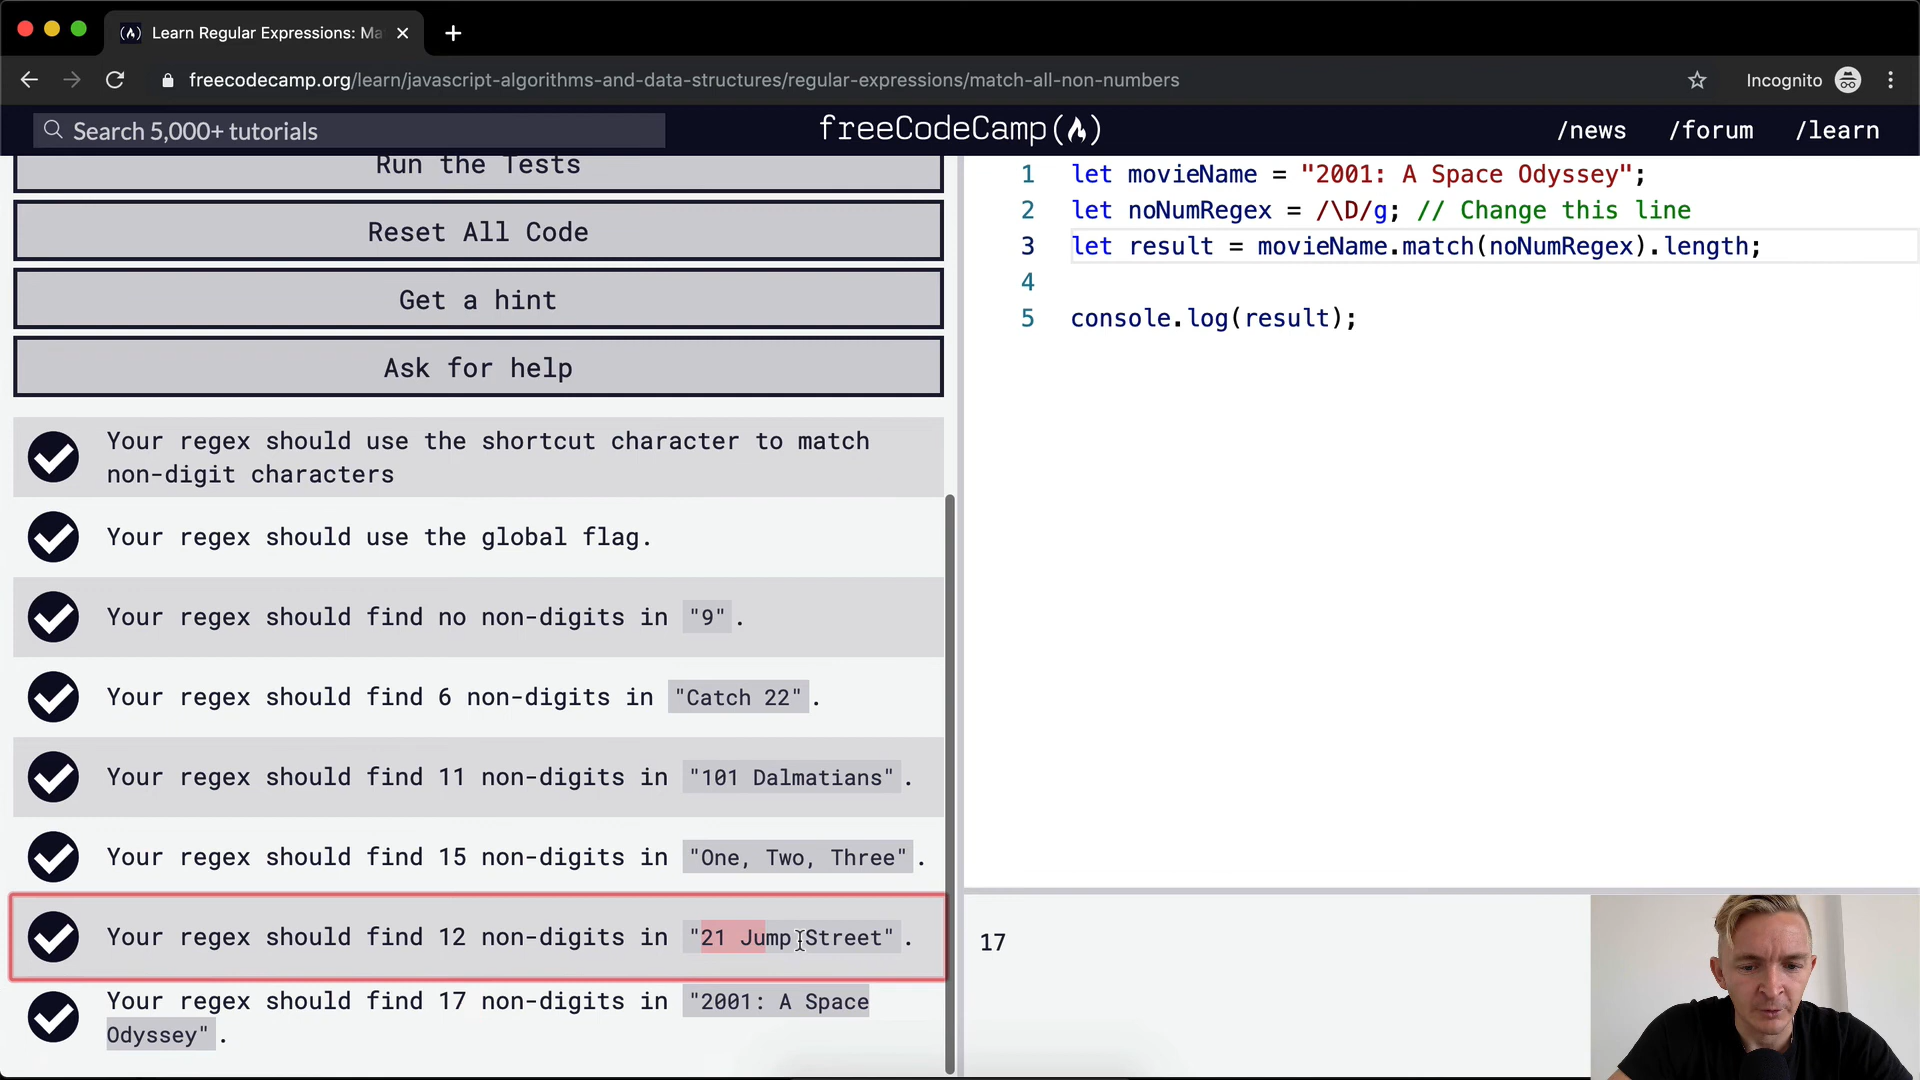 Learn Regular Expressions: Ma
freecodecamp.org/learn/javascript-algorithms-and-data-structures/regular-expressions/match-all-non-numbers
Incognito
Search 5,000+ tutorials
freeCodeCamp
/news
/forum
/learn
Run the Tests
Reset All Code
Get a hint
Ask for help
Your regex should use the shortcut character to match
non-digit characters
Your regex should use the global flag.
Your regex should find no non-digits in "9".
Your regex should find 6 non-digits in "Catch 22".
Your regex should find 11 non-digits in "101 Dalmatians".
Your regex should find 15 non-digits in "One, Two, Three".
Your regex should find 12 non-digits in "21 Jump Street".
Your regex should find 17 non-digits in "2001: A Space
Odyssey".
1 let movieName = "2001: A Space Odyssey";
2 let noNumRegex = /\D/g; // Change this line
3 let result = movieName.match(noNumRegex).length;
4
5 console.log(result);
17